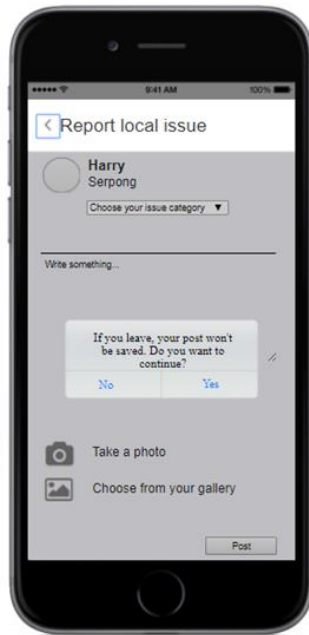 9:41 AM 100%
< Report local issue
Harry
Serpong
Choose your issue category ▼
Write something...
If you leave, your post won't
be saved. Do you want to
continue?
No Yes
Take a photo
Choose from your gallery
Post